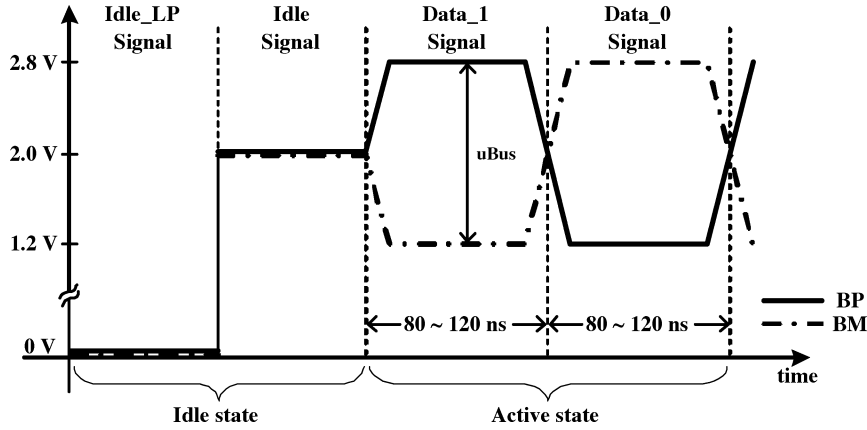 Idle_LP Signal
Idle Signal
Data_1 Signal
Data_0 Signal
2.8 V
2.0 V
uBus
1.2 V
80 ~ 120 ns
80 ~ 120 ns
BP
BM
0 V
time
Idle state
Active state